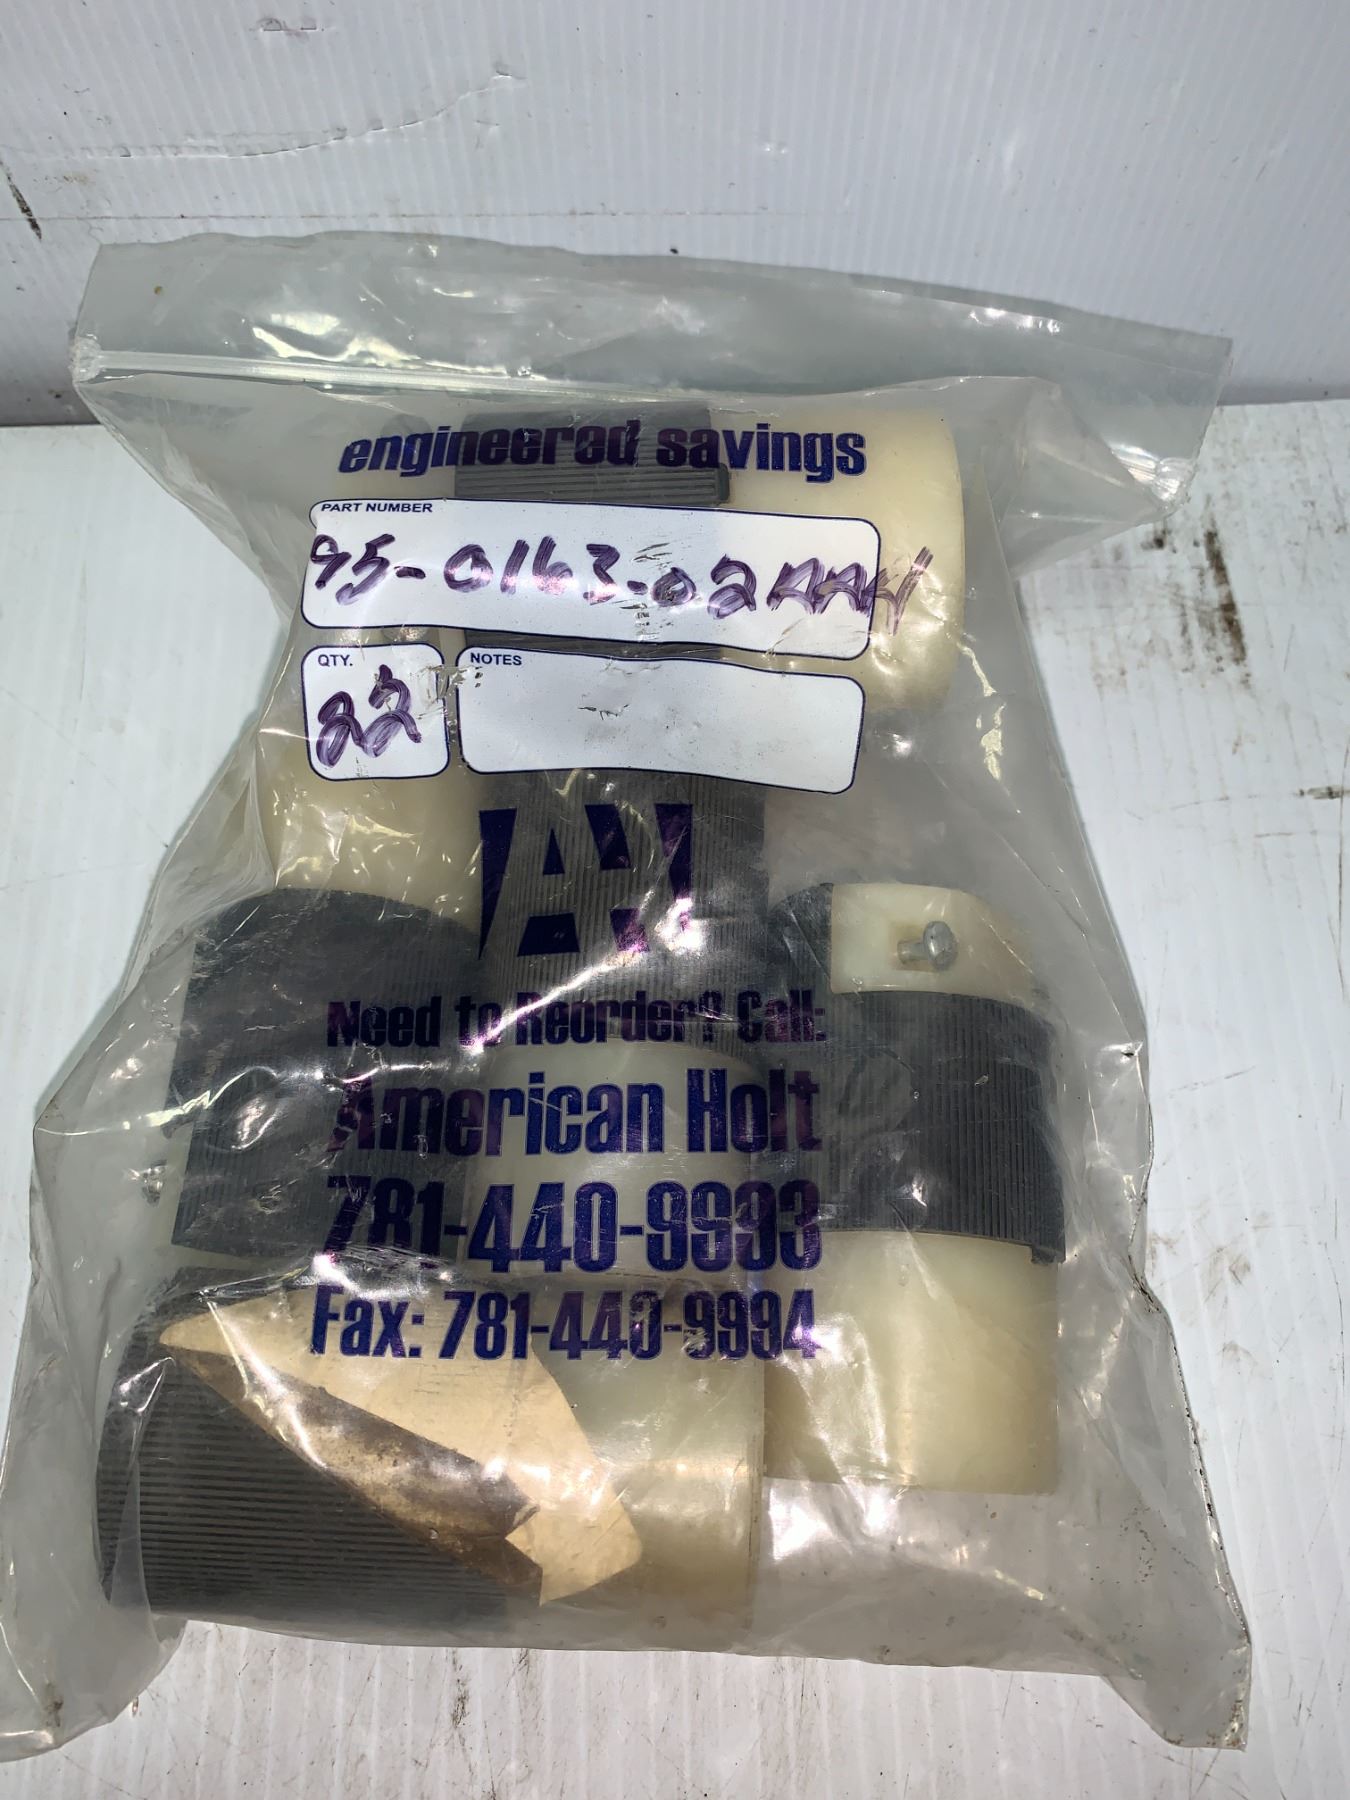 engineered savings
PART NUMBER
95-0163-02AAH
QTY.
22
NOTES
AH
Need to Reorder? Call:
American Holt
781-440-9993
Fax: 781-440-9994